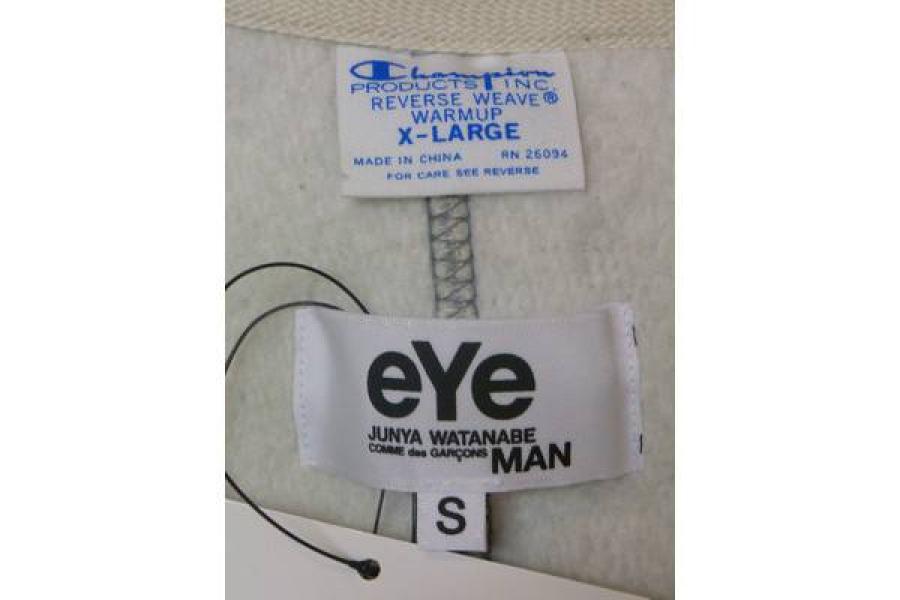 Champion
PRODUCTS INC.
REVERSE WEAVE®
WARMUP
X-LARGE
MADE IN CHINA RN 26094
FOR CARE SEE REVERSE
eYe
JUNYA WATANABE
COMME des GARÇONS MAN
S